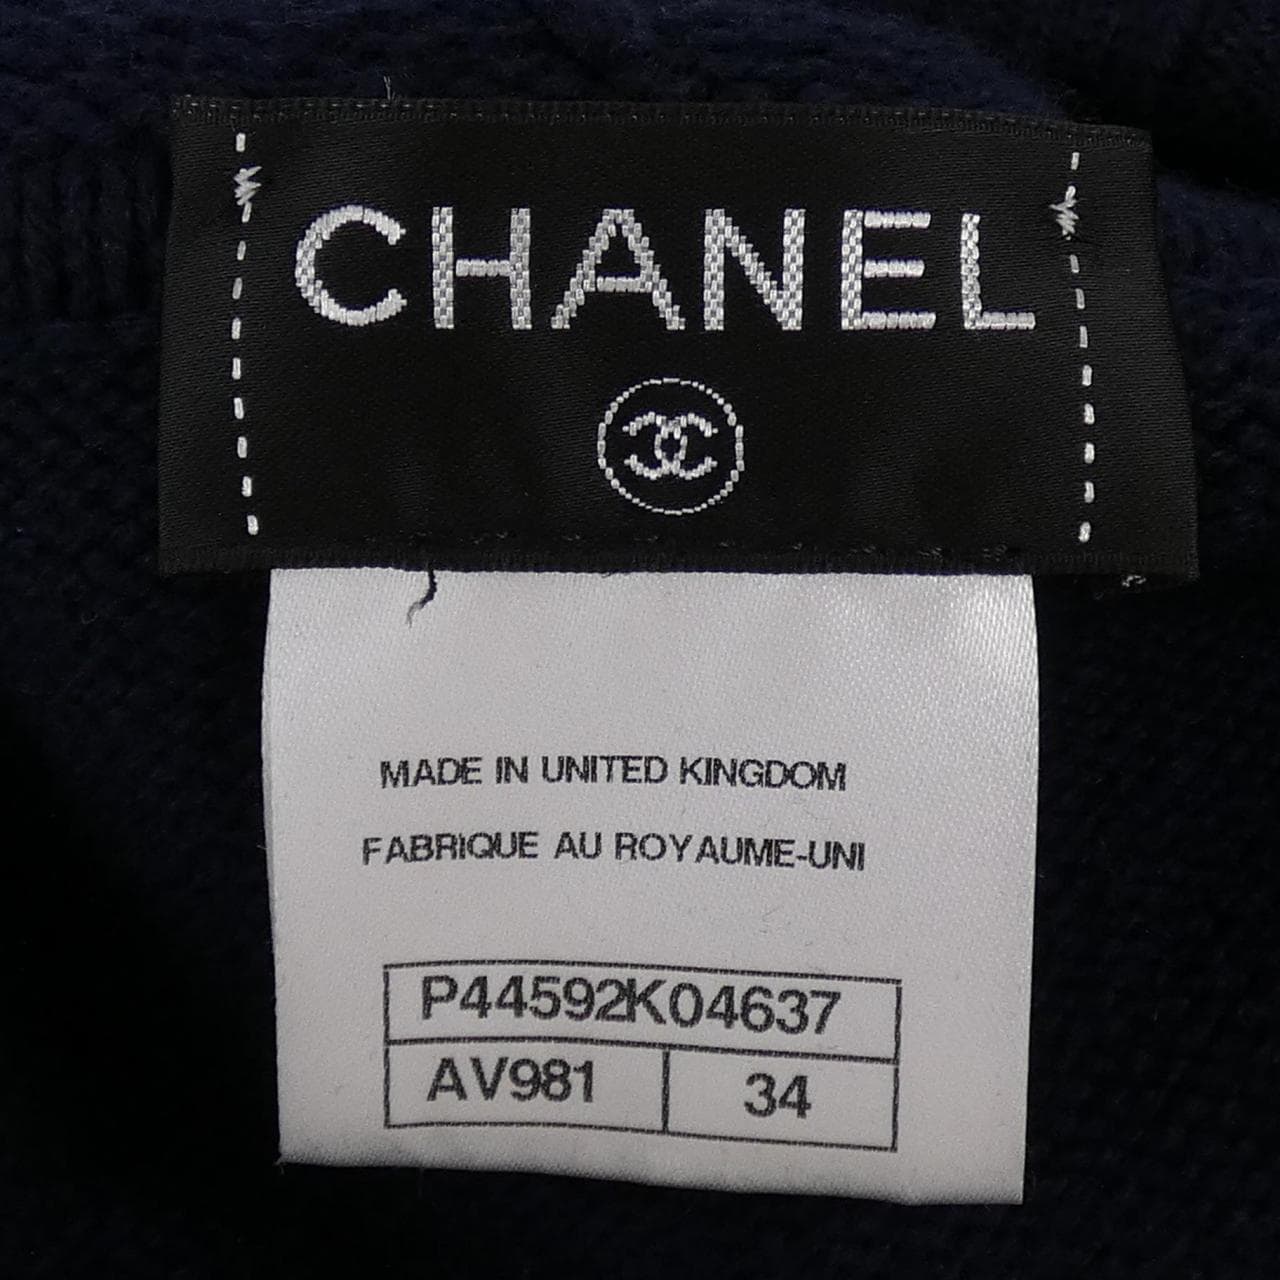 CHANEL
MADE IN UNITED KINGDOM
FABRIQUE AU ROYAUME-UNI
P44592K04637
AV981 34